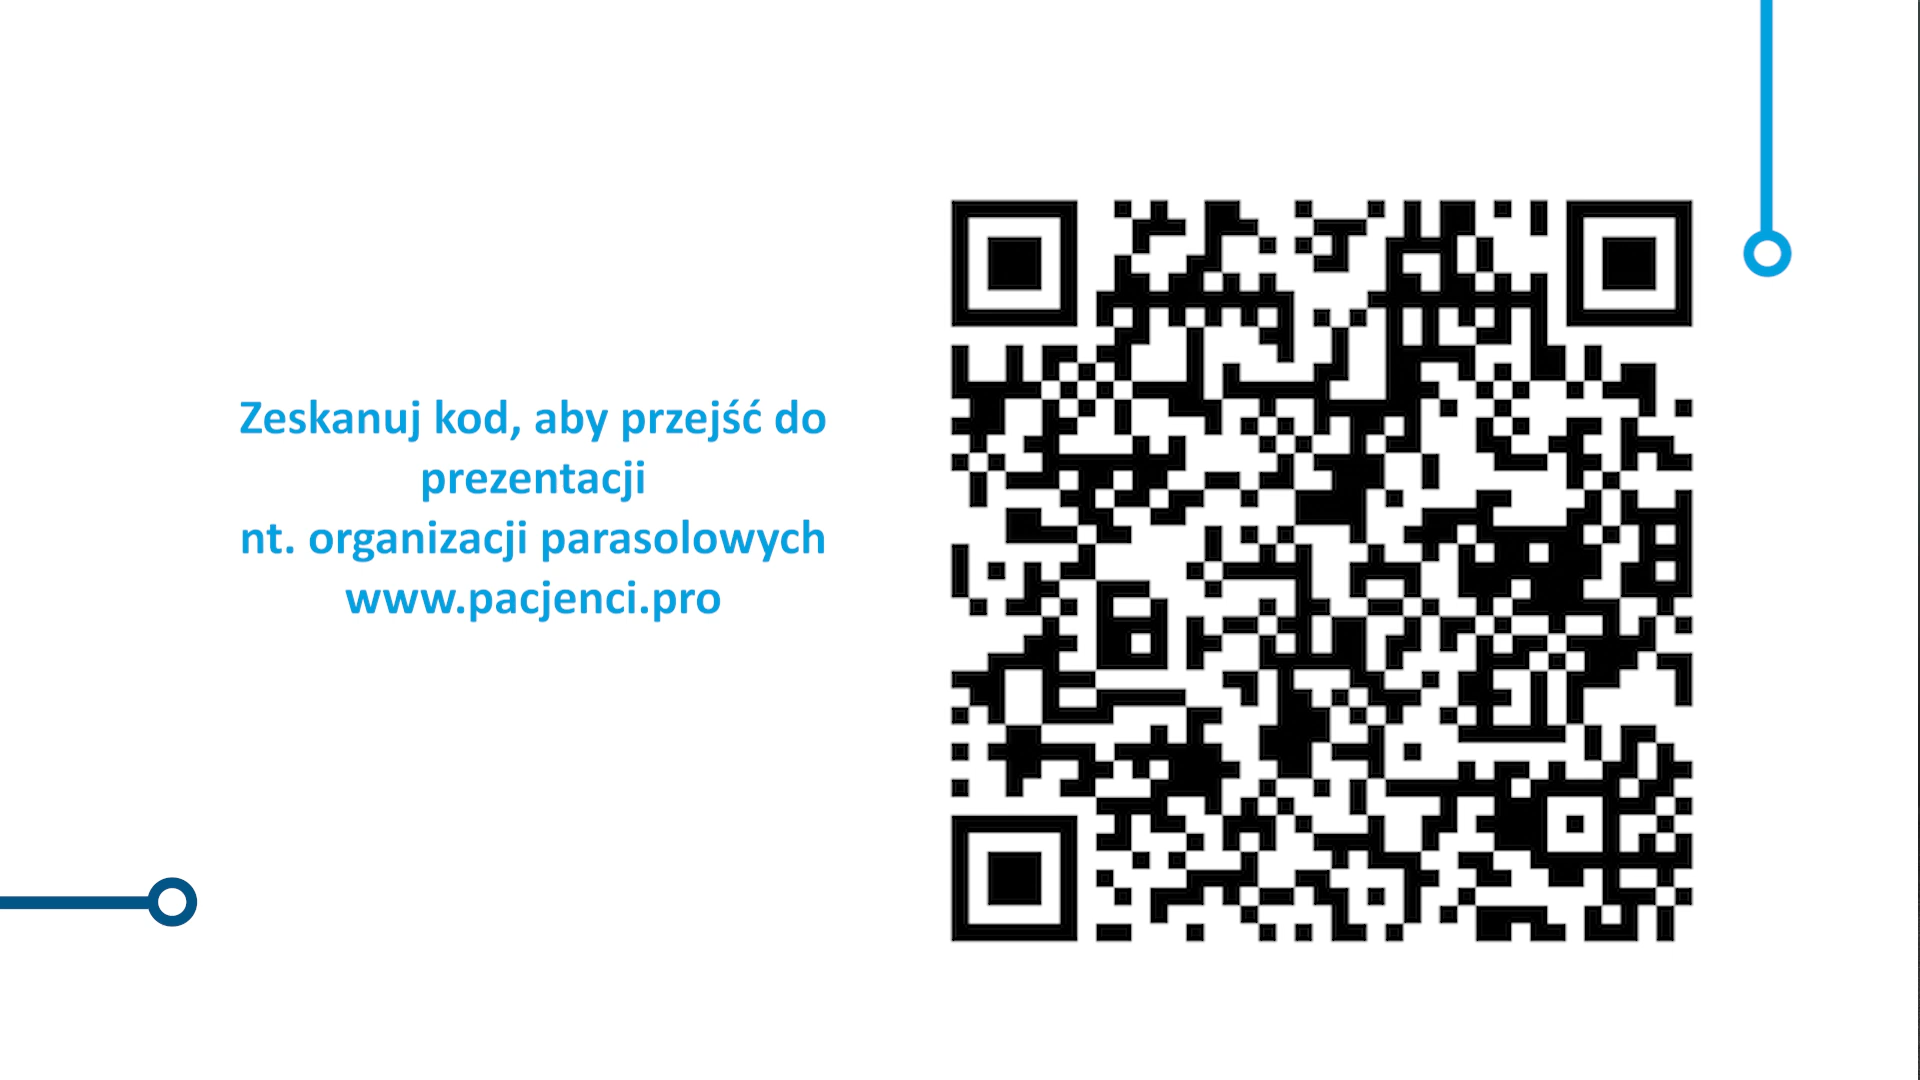 Zeskanuj kod, aby przejść do
prezentacji
nt. organizacji parasolowych
www.pacjenci.pro